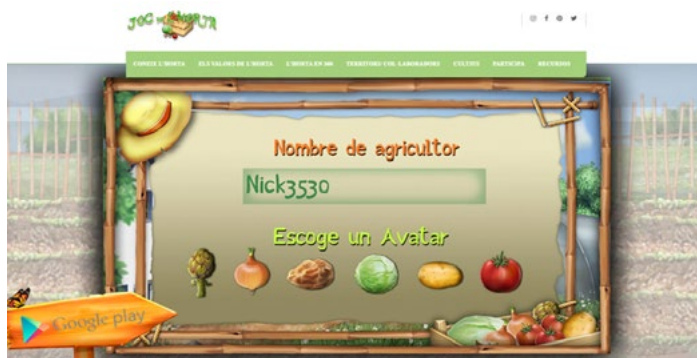 JOC de L'HORTA
CONEIX L'HORTA ELS VALORS DE L'HORTA L'HORTA EN 360 TERRITORI COL·LABORADORS CULTIUS PARTICIPA RECURSOS
Nombre de agricultor
Nick3530
Escoge un Avatar
Google play